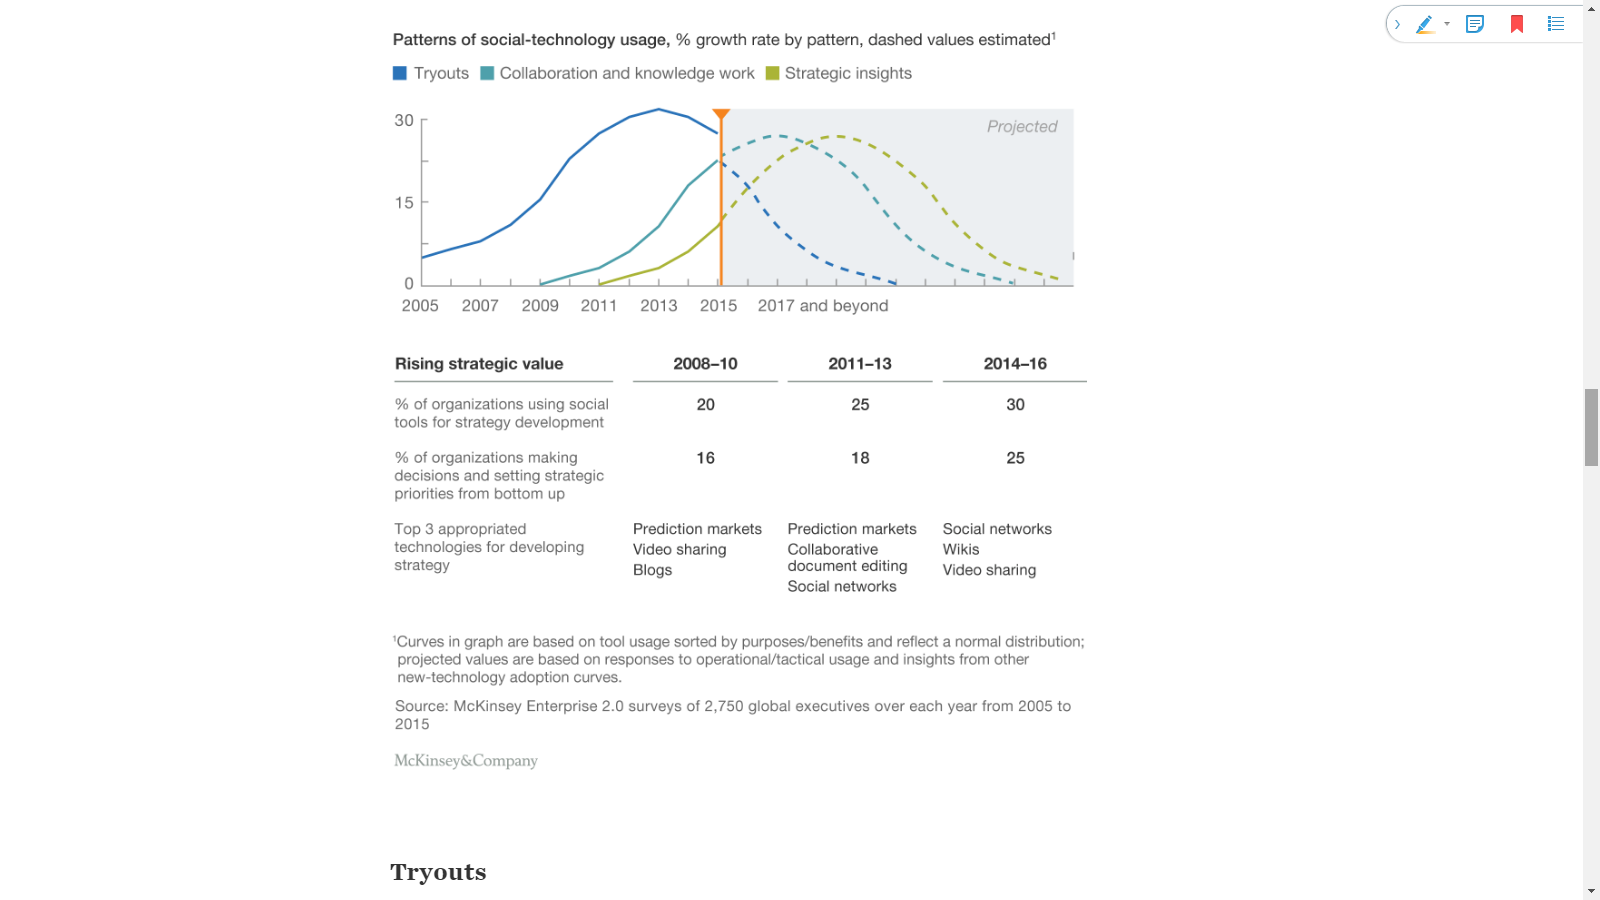 Patterns of social-technology usage, % growth rate by pattern, dashed values estimated¹
Tryouts Collaboration and knowledge work Strategic insights
Projected
30
15
0
2005 2007 2009 2011 2013 2015 2017 and beyond
Rising strategic value 2008–10 2011–13 2014–16
% of organizations using social
tools for strategy development
20 25 30
% of organizations making
decisions and setting strategic
priorities from bottom up
16 18 25
Top 3 appropriated
technologies for developing
strategy
Prediction markets
Video sharing
Blogs
Prediction markets
Collaborative
document editing
Social networks
Social networks
Wikis
Video sharing
¹Curves in graph are based on tool usage sorted by purposes/benefits and reflect a normal distribution;
projected values are based on responses to operational/tactical usage and insights from other
new-technology adoption curves.
Source: McKinsey Enterprise 2.0 surveys of 2,750 global executives over each year from 2005 to
2015
McKinsey&Company
Tryouts